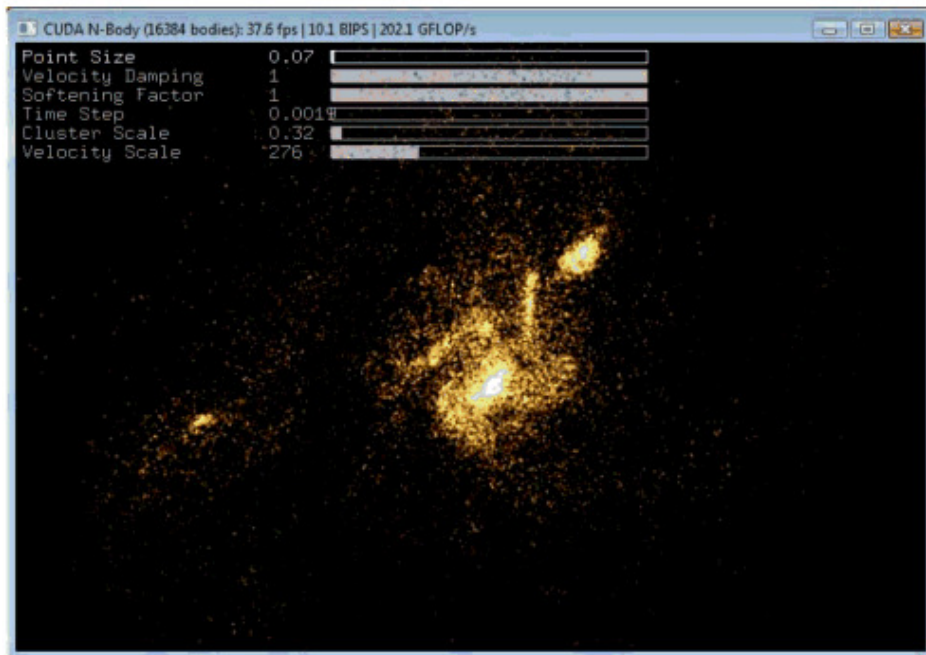 CUDA N-Body (16384 bodies): 37.6 fps | 10.1 BIPS | 202.1 GFLOP/s
Point Size 0.07
Velocity Damping 1
Softening Factor 1
Time Step 0.0019
Cluster Scale 0.32
Velocity Scale 276